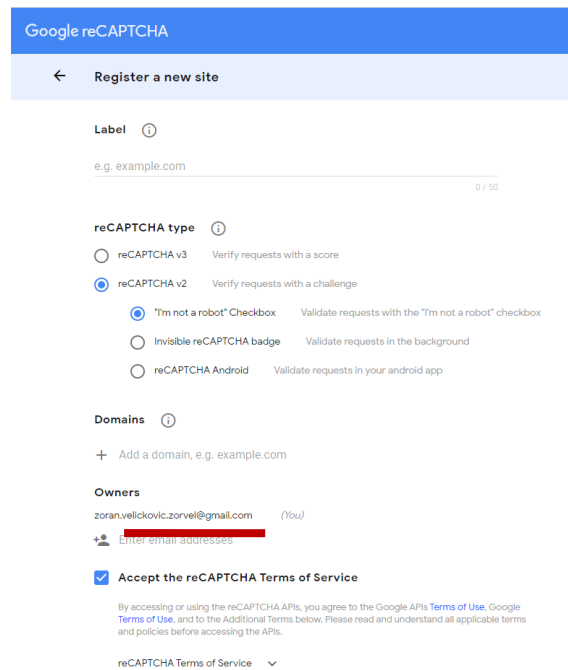 Google reCAPTCHA
Register a new site
Label
e.g. example.com
0 / 50
reCAPTCHA type
reCAPTCHA v3 Verify requests with a score
reCAPTCHA v2 Verify requests with a challenge
"I'm not a robot" Checkbox Validate requests with the "I'm not a robot" checkbox
Invisible reCAPTCHA badge Validate requests in the background
reCAPTCHA Android Validate requests in your android app
Domains
Add a domain, e.g. example.com
Owners
zoran.velickovic.zorvel@gmail.com (You)
Enter email addresses
Accept the reCAPTCHA Terms of Service
By accessing or using the reCAPTCHA APIs, you agree to the Google APIs Terms of Use, Google
Terms of Use, and to the Additional Terms below. Please read and understand all applicable terms
and policies before accessing the APIs.
reCAPTCHA Terms of Service